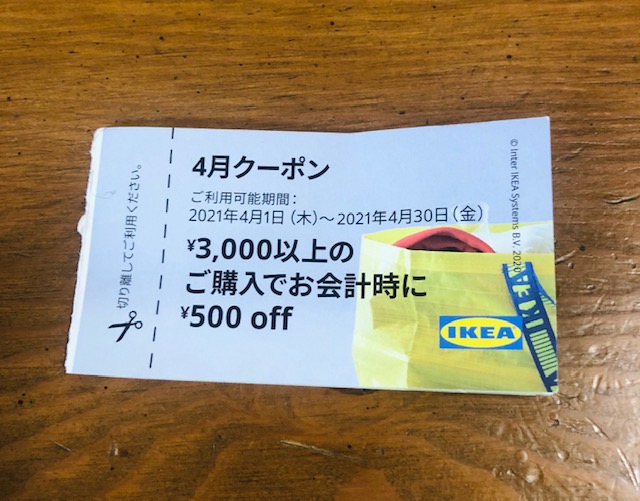 切り離してご利用ください。
4月クーポン
ご利用可能期間：
2021年4月1日（木）～2021年4月30日（金）
¥3,000以上の
ご購入でお会計時に
¥500 off
© Inter IKEA Systems B.V. 2020
IKEA
IKEA